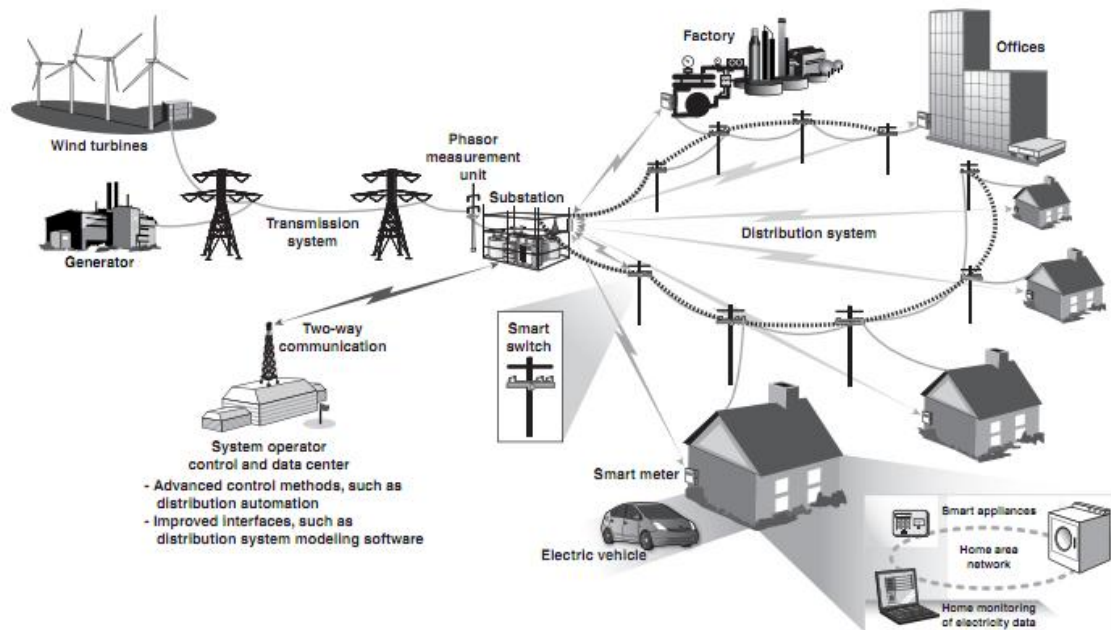 Factory
Offices
Wind turbines
Phasor
measurement
unit
Substation
Transmission
system
Distribution system
Generator
Two-way
communication
Smart
switch
System operator
control and data center
- Advanced control methods, such as
distribution automation
- Improved interfaces, such as
distribution system modeling software
Smart meter
Electric vehicle
Smart appliances
Home area
network
Home monitoring
of electricity data